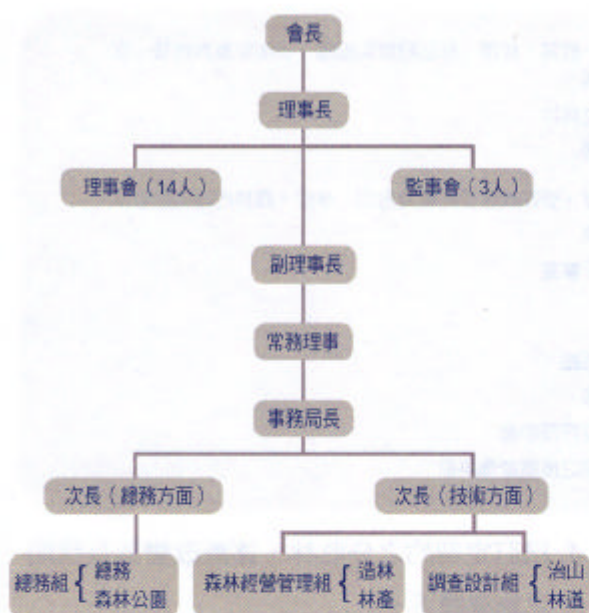 會長
理事長
理事會（14人）
監事會（3人）
副理事長
常務理事
事務局長
次長（總務方面）
次長（技術方面）
總務組
總務
森林公園
森林經營管理組
造林
林產
調查設計組
治山
林道